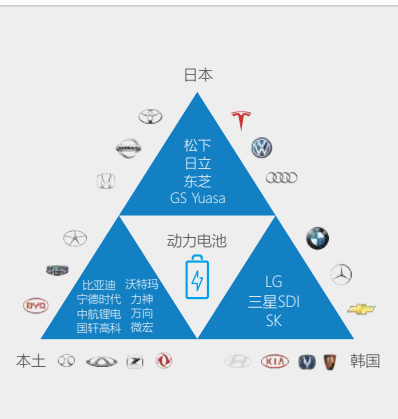 日本
松下
日立
东芝
GS Yuasa
动力电池
比亚迪 沃特玛
宁德时代 力神
中航锂电 万向
国轩高科 微宏
LG
三星SDI
SK
BYD
本土
KIA
韩国